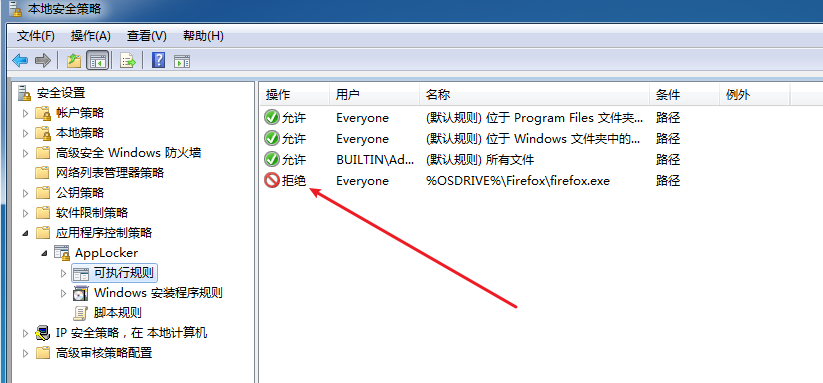 本地安全策略
文件(F) 操作(A) 查看(V) 帮助(H)
安全设置
帐户策略
本地策略
高级安全 Windows 防火墙
网络列表管理器策略
公钥策略
软件限制策略
应用程序控制策略
AppLocker
可执行规则
Windows 安装程序规则
脚本规则
IP 安全策略，在 本地计算机
高级审核策略配置
操作 用户 名称 条件 例外
允许 Everyone (默认规则) 位于 Program Files 文件夹... 路径
允许 Everyone (默认规则) 位于 Windows 文件夹中的... 路径
允许 BUILTIN\Ad... (默认规则) 所有文件 路径
拒绝 Everyone %OSDRIVE%\Firefox\firefox.exe 路径